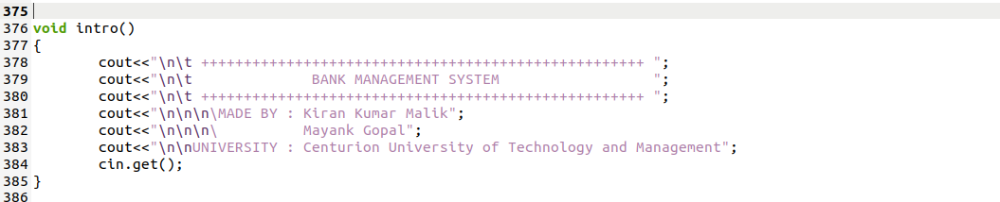 375
376 void intro()
377 {
378         cout<<"\n\t ++++++++++++++++++++++++++++++++++++++++++++++++++++ ";
379         cout<<"\n\t              BANK MANAGEMENT SYSTEM                  ";
380         cout<<"\n\t ++++++++++++++++++++++++++++++++++++++++++++++++++++ ";
381         cout<<"\n\n\n\MADE BY : Kiran Kumar Malik";
382         cout<<"\n\n\n\          Mayank Gopal";
383         cout<<"\n\nUNIVERSITY : Centurion University of Technology and Management";
384         cin.get();
385 }
386